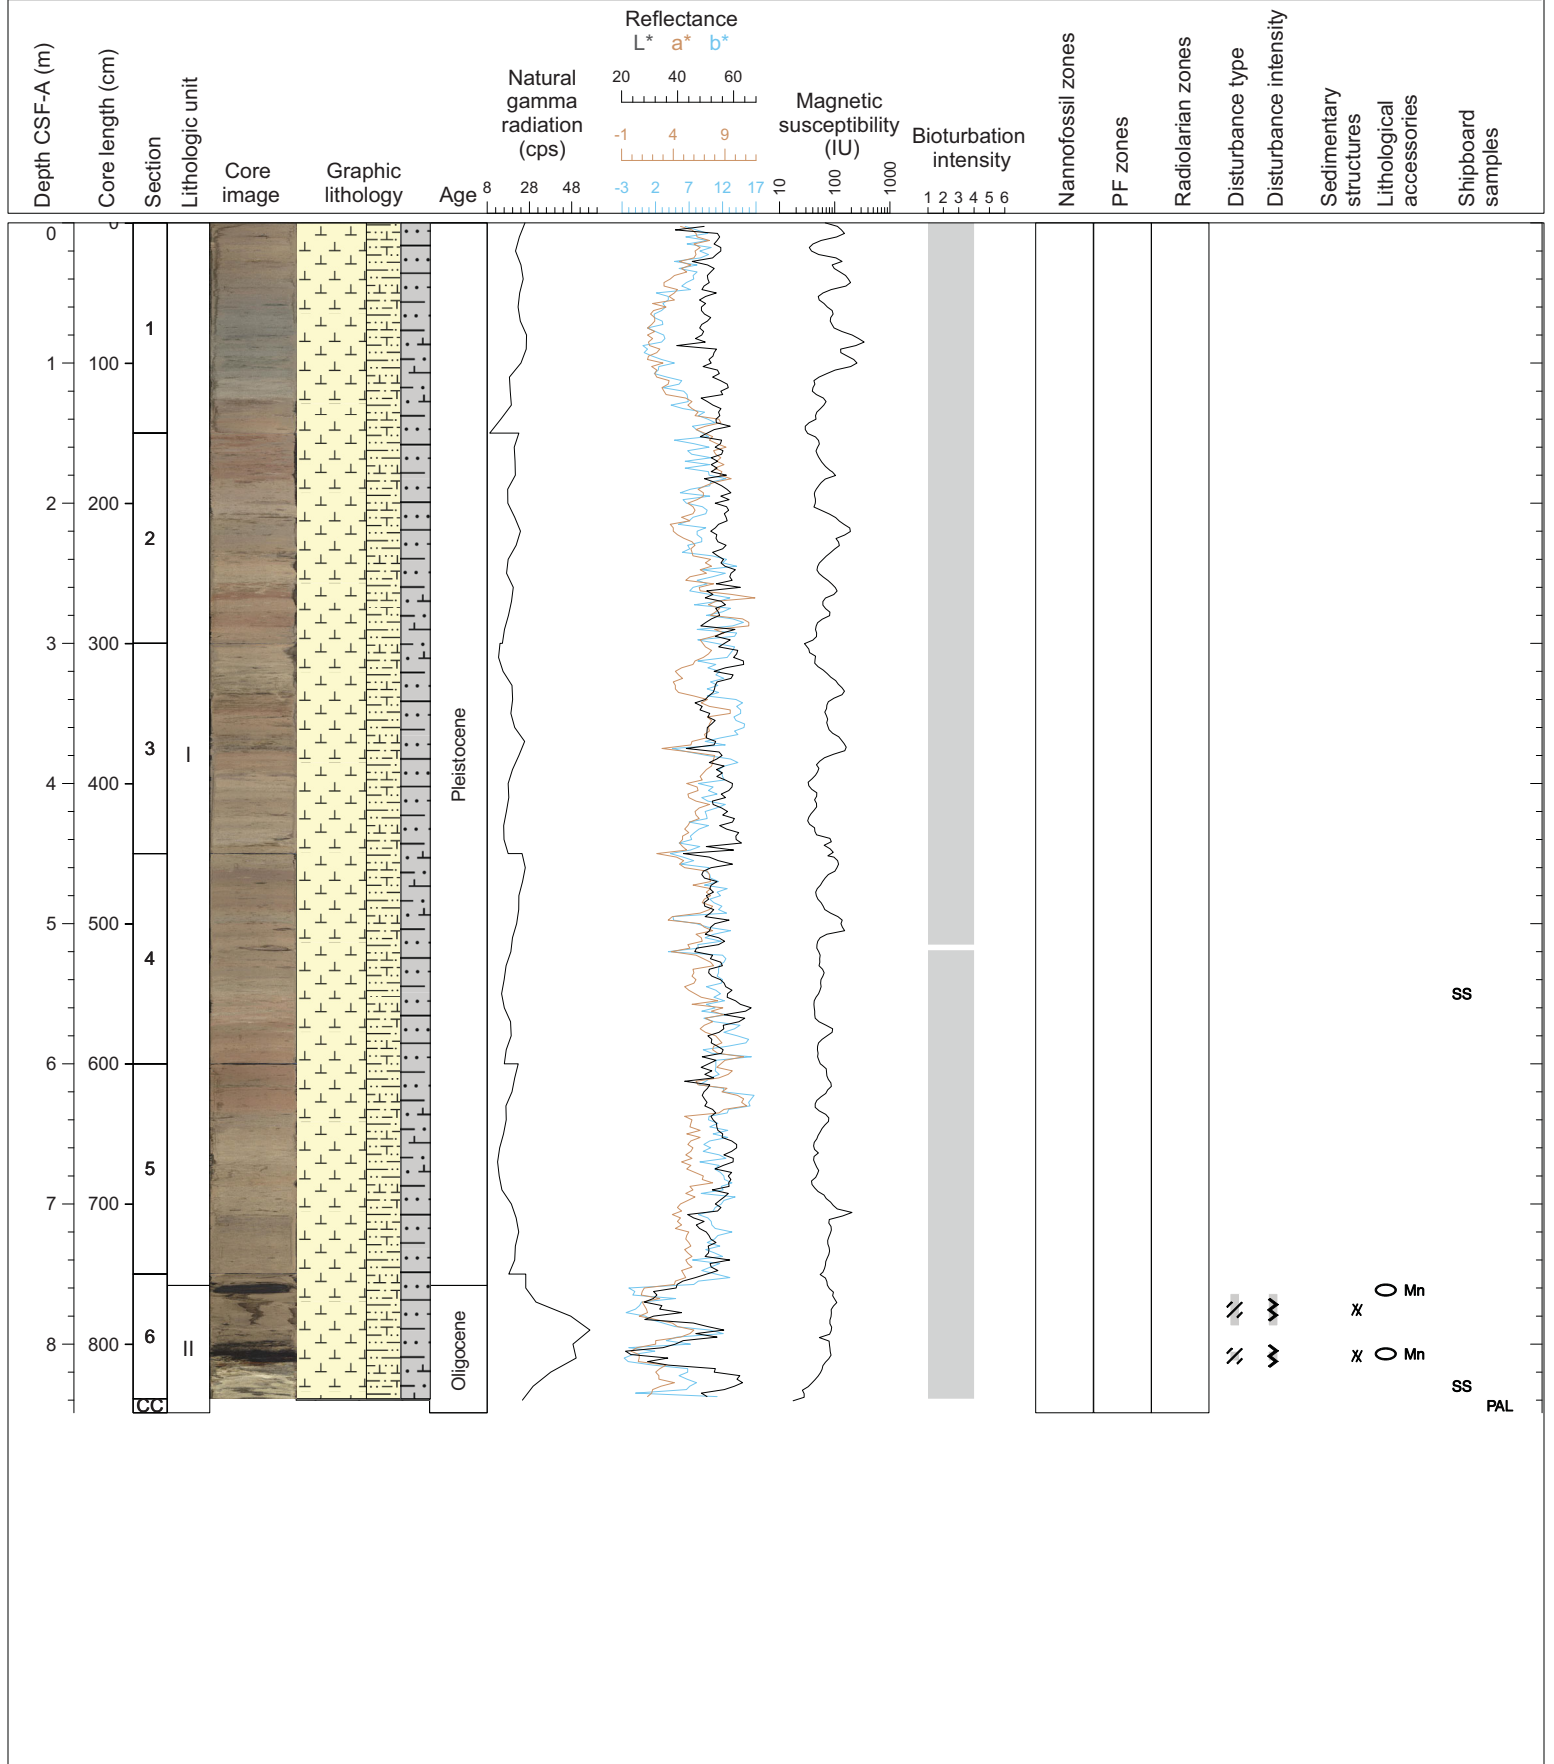 Depth CSF-A (m)
Core length (cm)
Section
Lithologic unit
Core
image
Graphic
lithology
Age
Natural
gamma
radiation
(cps)
8 28 48
Reflectance
L* a* b*
20 40 60
-1 4 9
-3 2 7 12 17
Magnetic
susceptibility
(IU)
10 100 1000
Bioturbation
intensity
1 2 3 4 5 6
Nannofossil zones
PF zones
Radiolarian zones
Disturbance type
Disturbance intensity
Sedimentary
structures
Lithological
accessories
Shipboard
samples
0 0
1
1 100
2 200
2
3 300
Pleistocene
3
I
4 400
5 500
4
SS
6 600
5
7 700
Mn
6
8 800
II
Oligocene
Mn
SS
CC
PAL